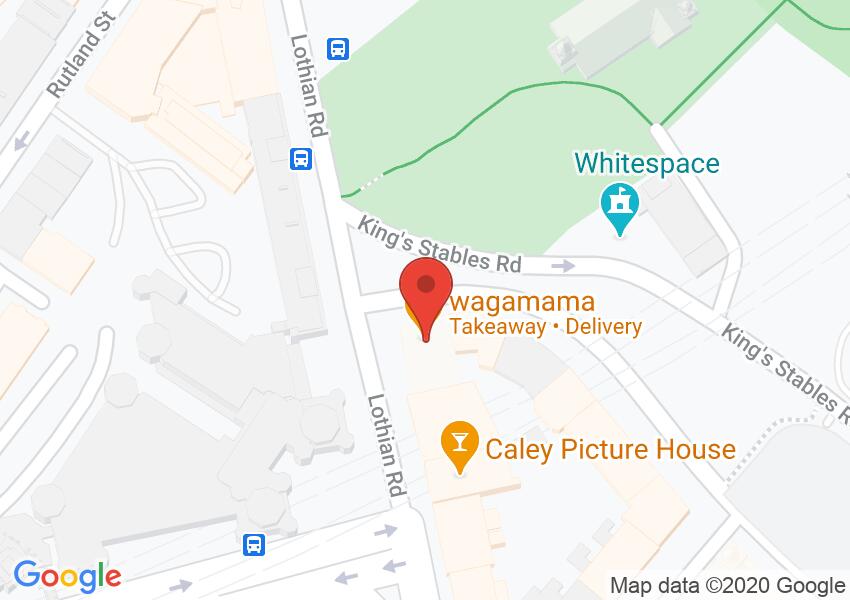 Rutland St
Lothian Rd
Whitespace
King's Stables Rd
wagamama
Takeaway • Delivery
King's Stables R
Lothian Rd
Caley Picture House
Google
Map data ©2020 Google